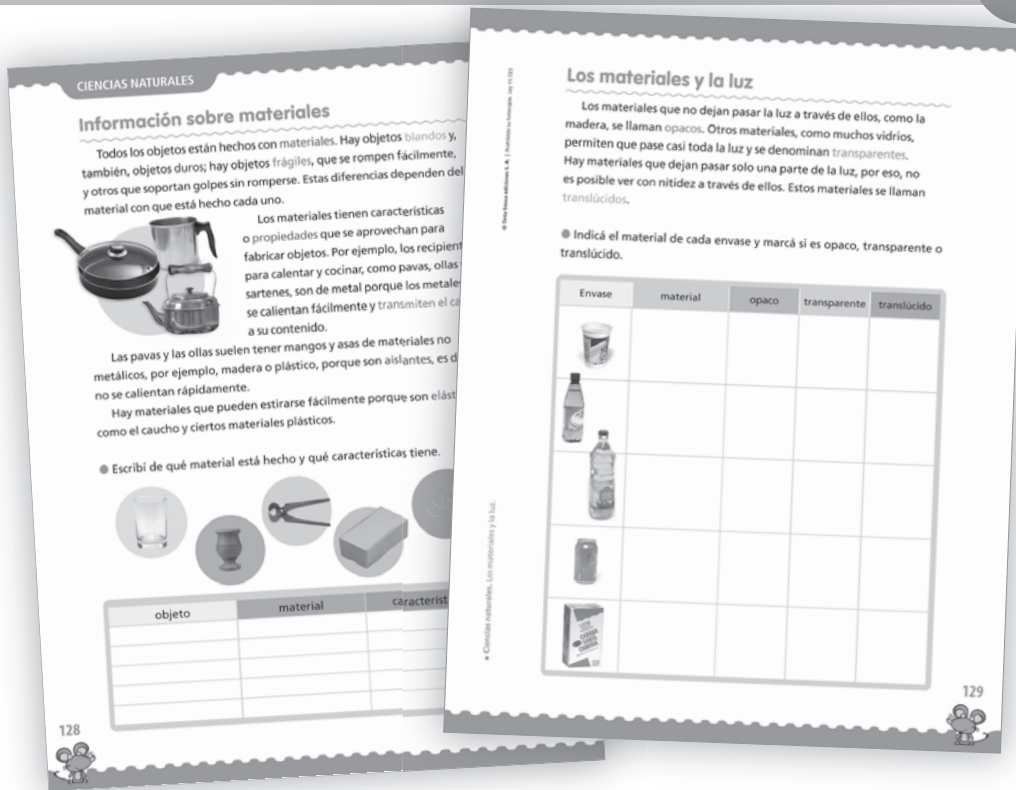 CIENCIAS NATURALES
Información sobre materiales
Todos los objetos están hechos con materiales. Hay objetos blandos y,
también, objetos duros; hay objetos frágiles, que se rompen fácilmente,
y otros que soportan golpes sin romperse. Estas diferencias dependen del
material con que está hecho cada uno.
Los materiales tienen características
o propiedades que se aprovechan para
fabricar objetos. Por ejemplo, los recipient
para calentar y cocinar, como pavas, ollas
sartenes, son de metal porque los metale
se calientan fácilmente y transmiten el ca
a su contenido.
Las pavas y las ollas suelen tener mangos y asas de materiales no
metálicos, por ejemplo, madera o plástico, porque son aislantes, es d
no se calientan rápidamente.
Hay materiales que pueden estirarse fácilmente porque son elást
como el caucho y ciertos materiales plásticos.
Escribí de qué material está hecho y qué características tiene.
objeto material característ
128
Los materiales y la luz
Los materiales que no dejan pasar la luz a través de ellos, como la
madera, se llaman opacos. Otros materiales, como muchos vidrios,
permiten que pase casi toda la luz y se denominan transparentes.
Hay materiales que dejan pasar solo una parte de la luz, por eso, no
es posible ver con nitidez a través de ellos. Estos materiales se llaman
translúcidos.
Indicá el material de cada envase y marcá si es opaco, transparente o
translúcido.
Envase material opaco transparente translúcido
Ciencias naturales. Los materiales y la luz.
129